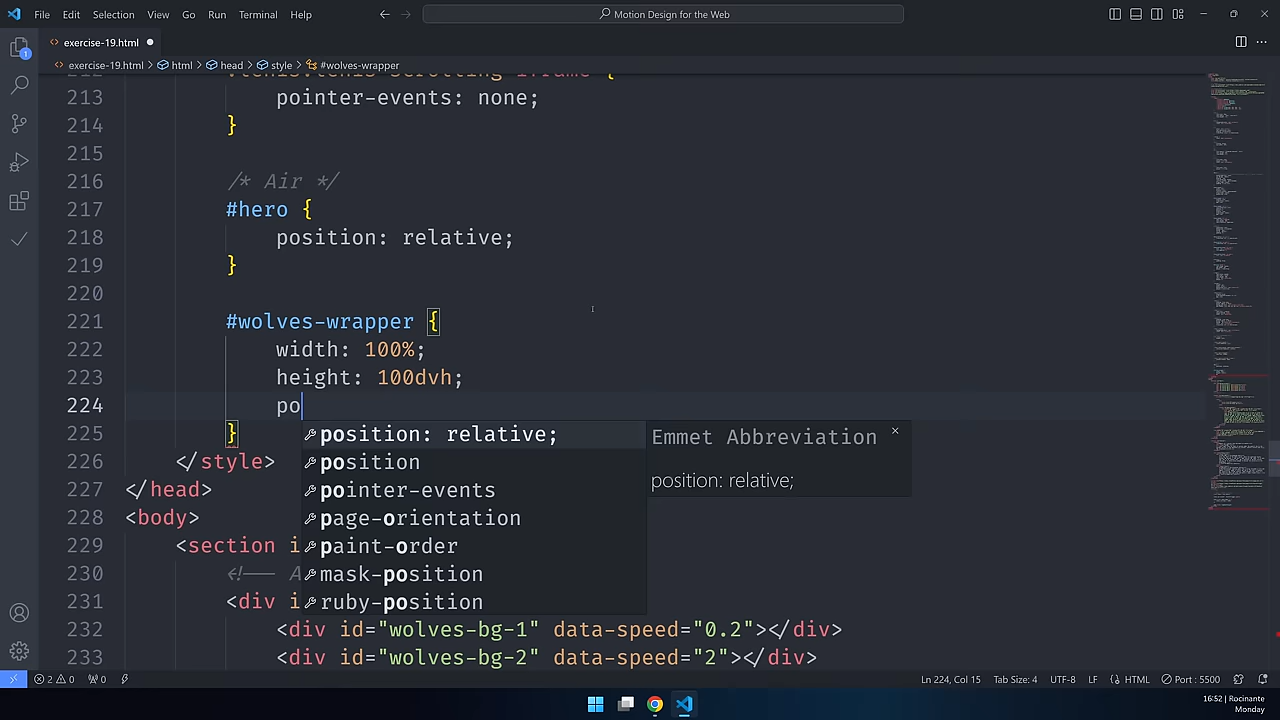 File Edit Selection View Go Run Terminal Help
Motion Design for the Web
exercise-19.html
exercise-19.html > html > head > style > #wolves-wrapper
213 pointer-events: none;
214 }
215
216 /* Air */
217 #hero {
218 position: relative;
219 }
220
221 #wolves-wrapper {
222 width: 100%;
223 height: 100dvh;
224 po
225 }
position: relative;
Emmet Abbreviation
position: relative;
position
pointer-events
page-orientation
paint-order
mask-position
ruby-position
226 </style>
227 </head>
228 <body>
229 <section i
230 <!-- A
231 <div i
232 <div id="wolves-bg-1" data-speed="0.2"></div>
233 <div id="wolves-bg-2" data-speed="2"></div>
2 0 0 Ln 224, Col 15 Tab Size: 4 UTF-8 LF HTML Port : 5500
16:52 | Rocinante
Monday